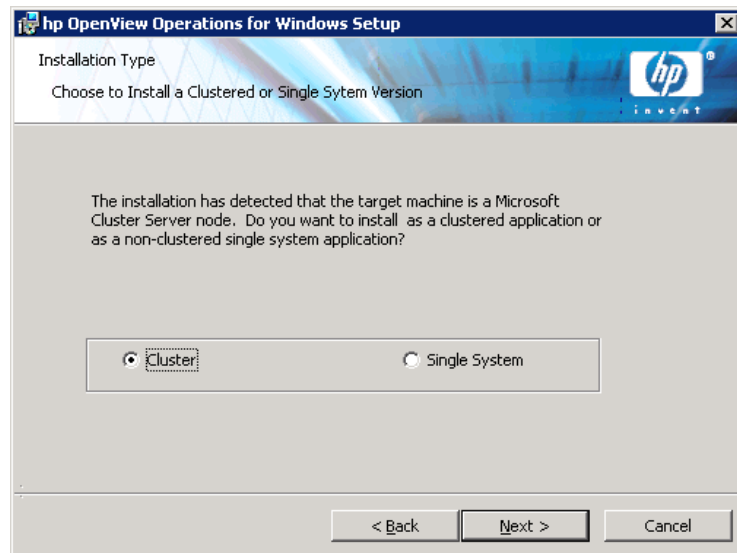 hp OpenView Operations for Windows Setup
Installation Type
Choose to Install a Clustered or Single Sytem Version
hp
invent
The installation has detected that the target machine is a Microsoft
Cluster Server node.  Do you want to install  as a clustered application or
as a non-clustered single system application?
Cluster
Single System
< Back
Next >
Cancel